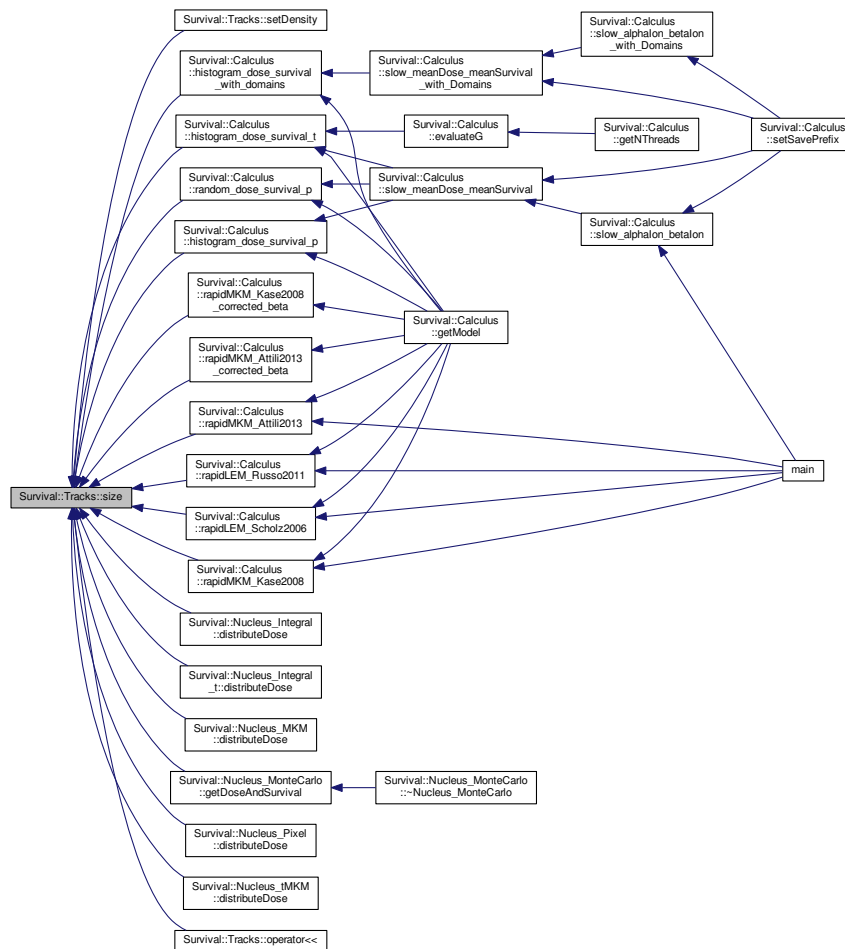 Survival::Tracks::setDensity
Survival::Calculus
::slow_alphaIon_betaIon
_with_Domains
Survival::Calculus
::histogram_dose_survival
_with_domains
Survival::Calculus
::slow_meanDose_meanSurvival
_with_Domains
Survival::Calculus
::histogram_dose_survival_t
Survival::Calculus
::evaluateG
Survival::Calculus
::getNThreads
Survival::Calculus
::setSavePrefix
Survival::Calculus
::random_dose_survival_p
Survival::Calculus
::slow_meanDose_meanSurvival
Survival::Calculus
::histogram_dose_survival_p
Survival::Calculus
::slow_alphaIon_betaIon
Survival::Calculus
::rapidMKM_Kase2008
_corrected_beta
Survival::Calculus
::getModel
Survival::Calculus
::rapidMKM_Attili2013
_corrected_beta
Survival::Calculus
::rapidMKM_Attili2013
Survival::Calculus
::rapidLEM_Russo2011
main
Survival::Tracks::size
Survival::Calculus
::rapidLEM_Scholz2006
Survival::Calculus
::rapidMKM_Kase2008
Survival::Nucleus_Integral
::distributeDose
Survival::Nucleus_Integral
_t::distributeDose
Survival::Nucleus_MKM
::distributeDose
Survival::Nucleus_MonteCarlo
::getDoseAndSurvival
Survival::Nucleus_MonteCarlo
::~Nucleus_MonteCarlo
Survival::Nucleus_Pixel
::distributeDose
Survival::Nucleus_tMKM
::distributeDose
Survival::Tracks::operator<<